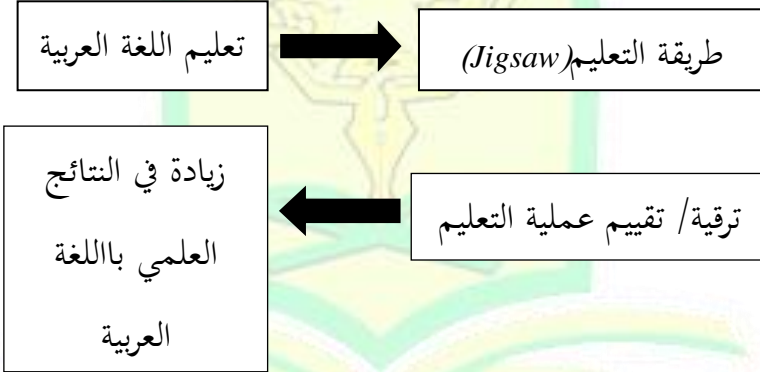 تعليم اللغة العربية
طريقة التعليم(Jigsaw)
ترقية/ تقييم عملية التعليم
زيادة في النتائج
العلمي بااللغة
العربية